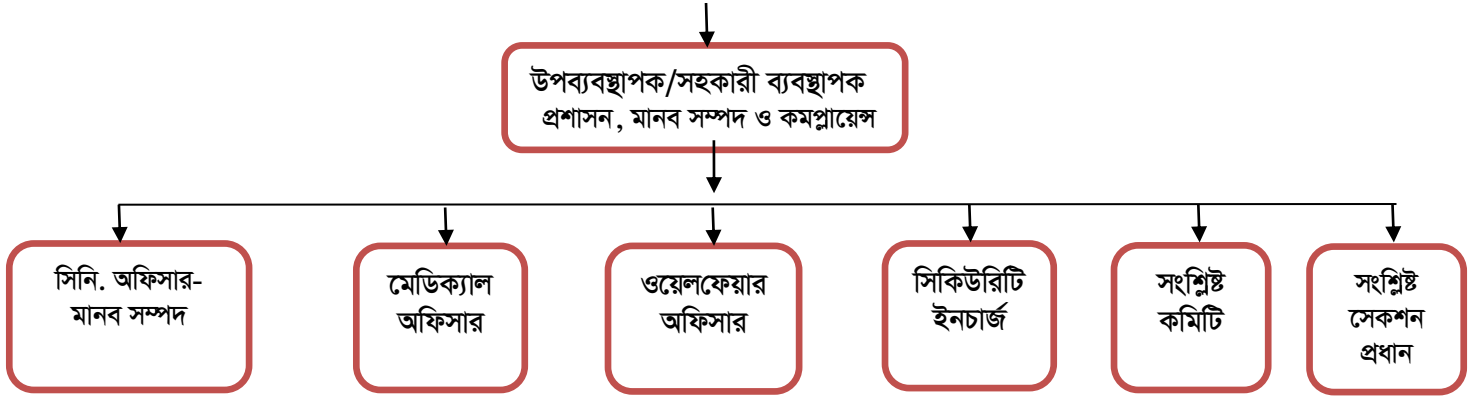 উপব্যবস্থাপক/সহকারী ব্যবস্থাপক
প্রশাসন, মানব সম্পদ ও কমপ্লায়েন্স
সিনি. অফিসার-
মানব সম্পদ
মেডিক্যাল
অফিসার
ওয়েলফেয়ার
অফিসার
সিকিউরিটি
ইনচার্জ
সংশ্লিষ্ট
কমিটি
সংশ্লিষ্ট
সেকশন
প্রধান